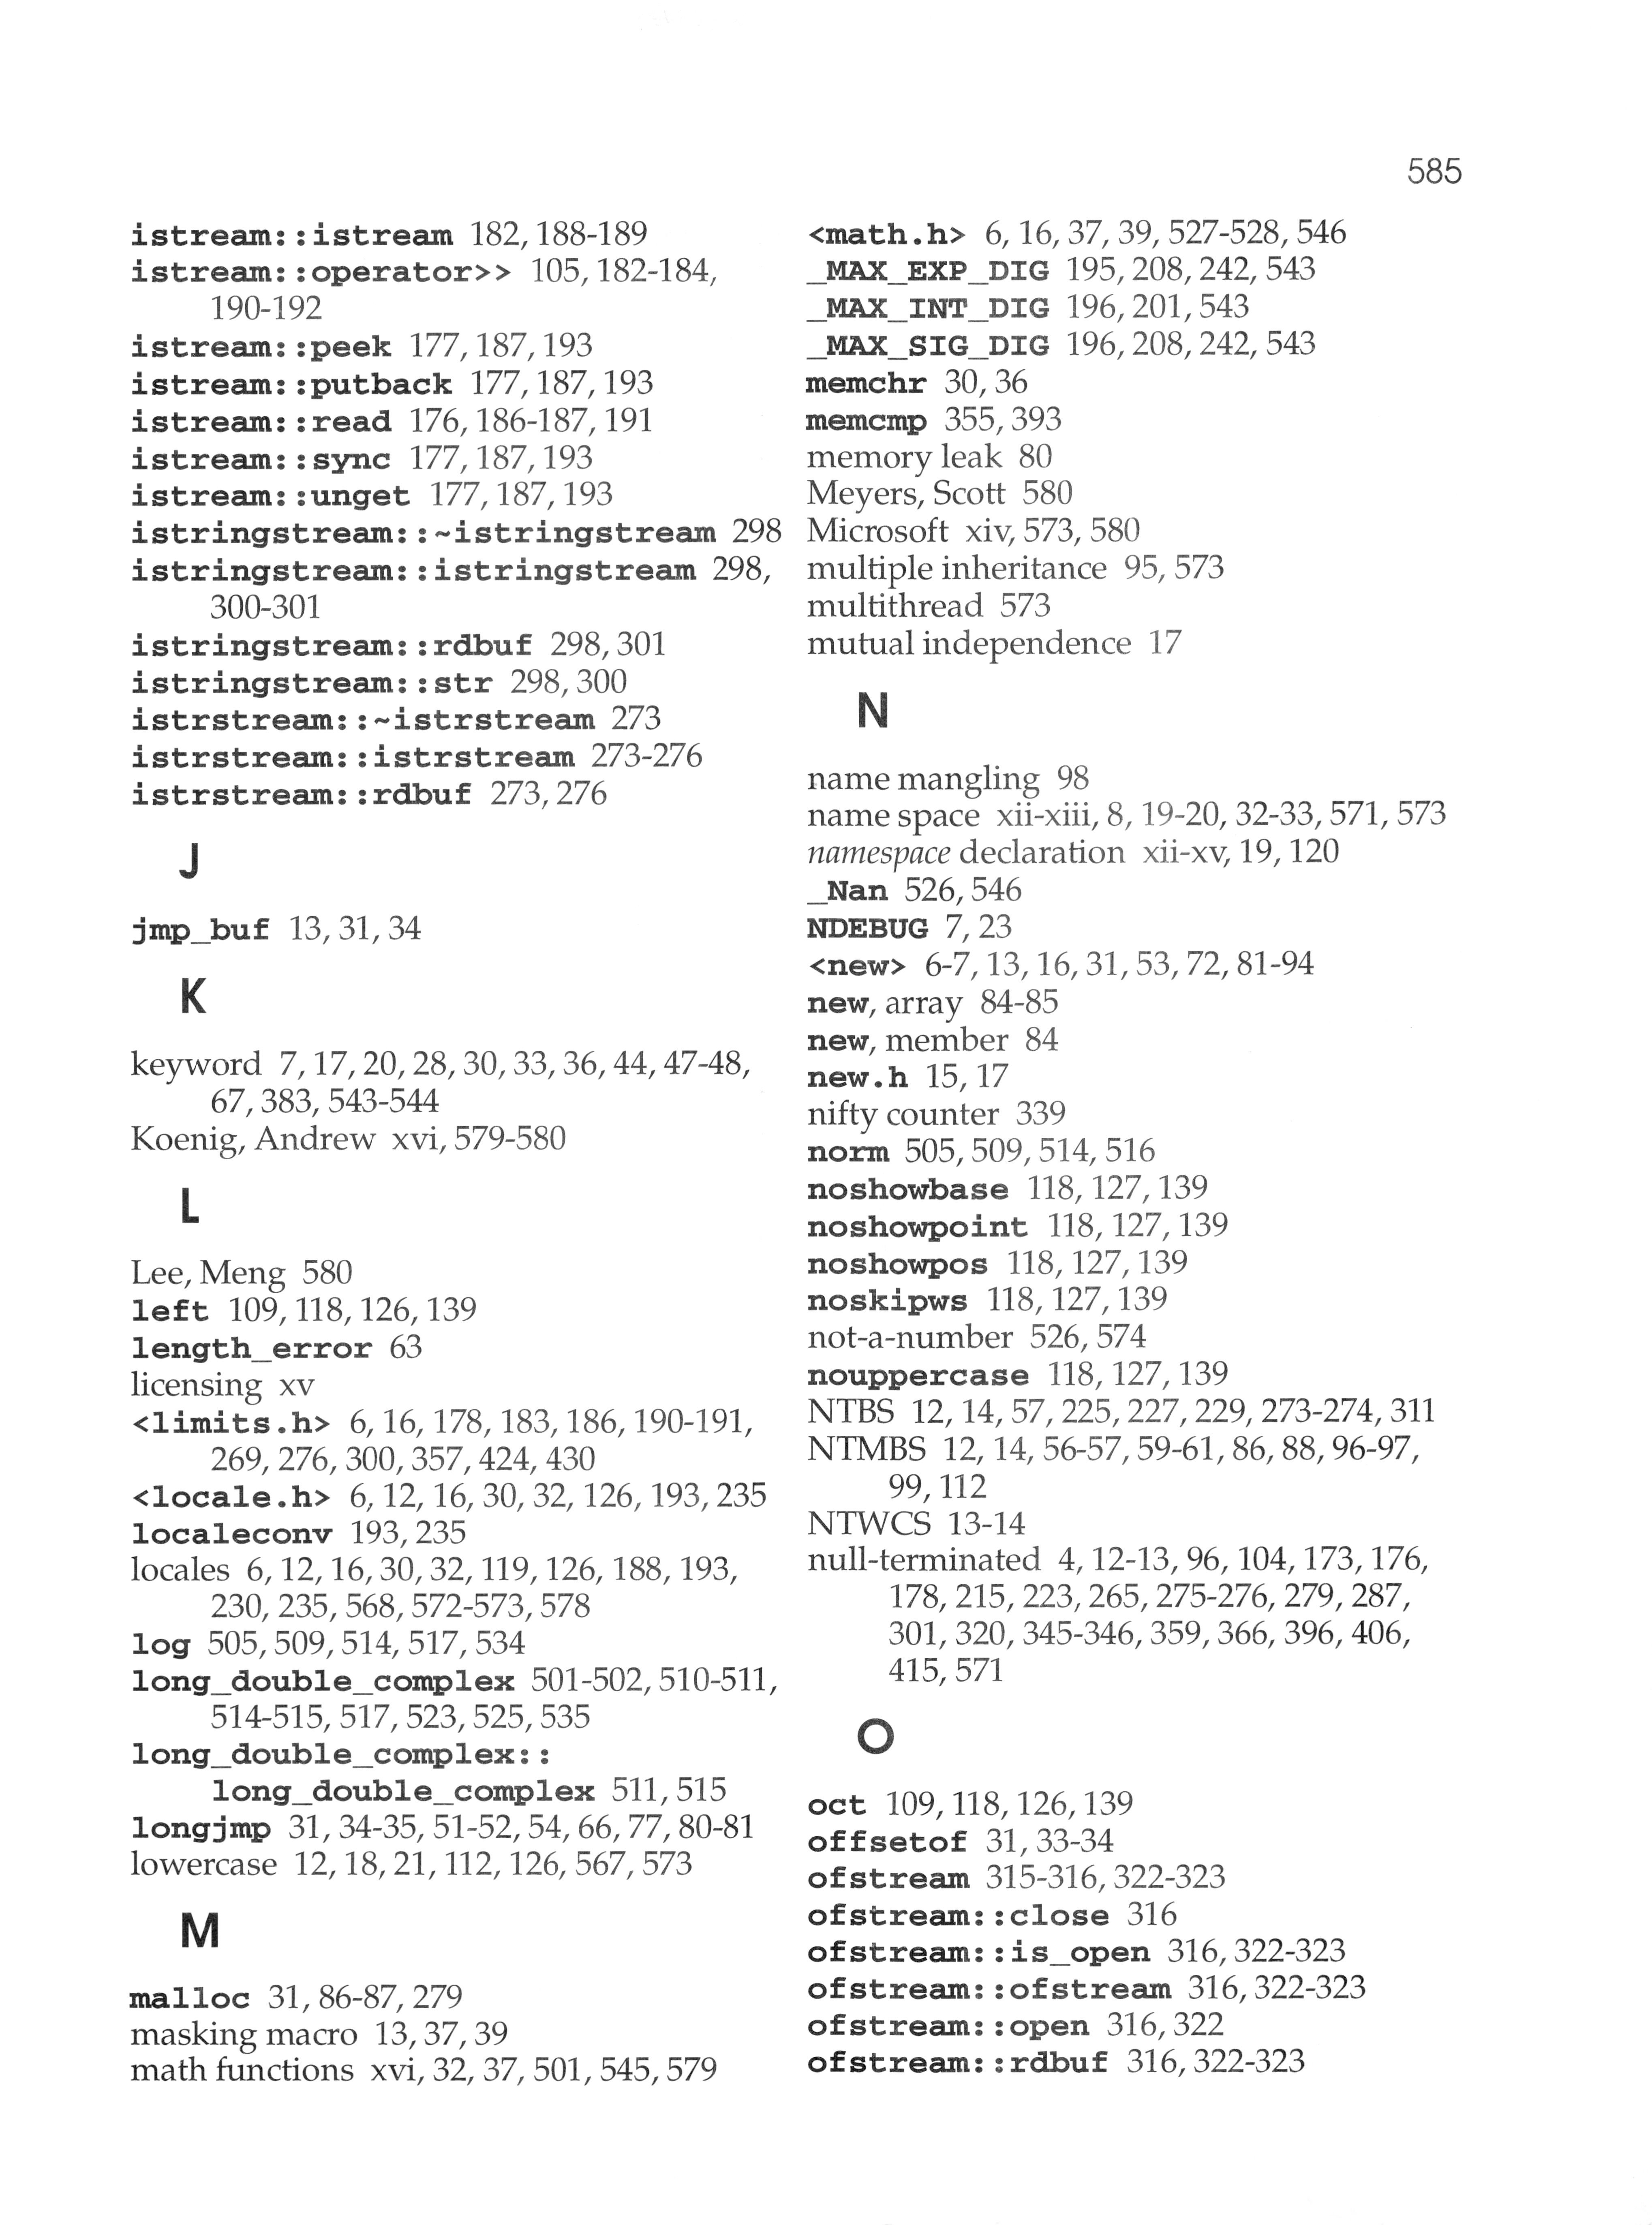 585
istream::istream 182, 188-189
istream::operator>> 105, 182-184,
190-192
istream::peek 177, 187, 193
istream::putback 177, 187, 193
istream::read 176, 186-187, 191
istream::sync 177, 187, 193
istream::unget 177, 187, 193
istringstream::~istringstream 298
istringstream::istringstream 298,
300-301
istringstream::rdbuf 298, 301
istringstream::str 298, 300
istrstream::~istrstream 273
istrstream::istrstream 273-276
istrstream::rdbuf 273, 276
J
jmp_buf 13, 31, 34
K
keyword 7, 17, 20, 28, 30, 33, 36, 44, 47-48,
67, 383, 543-544
Koenig, Andrew xvi, 579-580
L
Lee, Meng 580
left 109, 118, 126, 139
length_error 63
licensing xv
<limits.h> 6, 16, 178, 183, 186, 190-191,
269, 276, 300, 357, 424, 430
<locale.h> 6, 12, 16, 30, 32, 126, 193, 235
localeconv 193, 235
locales 6, 12, 16, 30, 32, 119, 126, 188, 193,
230, 235, 568, 572-573, 578
log 505, 509, 514, 517, 534
long_double_complex 501-502, 510-511,
514-515, 517, 523, 525, 535
long_double_complex::
long_double_complex 511, 515
longjmp 31, 34-35, 51-52, 54, 66, 77, 80-81
lowercase 12, 18, 21, 112, 126, 567, 573
M
malloc 31, 86-87, 279
masking macro 13, 37, 39
math functions xvi, 32, 37, 501, 545, 579
<math.h> 6, 16, 37, 39, 527-528, 546
_MAX_EXP_DIG 195, 208, 242, 543
_MAX_INT_DIG 196, 201, 543
_MAX_SIG_DIG 196, 208, 242, 543
memchr 30, 36
memcmp 355, 393
memory leak 80
Meyers, Scott 580
Microsoft xiv, 573, 580
multiple inheritance 95, 573
multithread 573
mutual independence 17
N
name mangling 98
name space xii-xiii, 8, 19-20, 32-33, 571, 573
namespace declaration xii-xv, 19, 120
_Nan 526, 546
NDEBUG 7, 23
<new> 6-7, 13, 16, 31, 53, 72, 81-94
new, array 84-85
new, member 84
new.h 15, 17
nifty counter 339
norm 505, 509, 514, 516
noshowbase 118, 127, 139
noshowpoint 118, 127, 139
noshowpos 118, 127, 139
noskipws 118, 127, 139
not-a-number 526, 574
nouppercase 118, 127, 139
NTBS 12, 14, 57, 225, 227, 229, 273-274, 311
NTMBS 12, 14, 56-57, 59-61, 86, 88, 96-97,
99, 112
NTWCS 13-14
null-terminated 4, 12-13, 96, 104, 173, 176,
178, 215, 223, 265, 275-276, 279, 287,
301, 320, 345-346, 359, 366, 396, 406,
415, 571
O
oct 109, 118, 126, 139
offsetof 31, 33-34
ofstream 315-316, 322-323
ofstream::close 316
ofstream::is_open 316, 322-323
ofstream::ofstream 316, 322-323
ofstream::open 316, 322
ofstream::rdbuf 316, 322-323